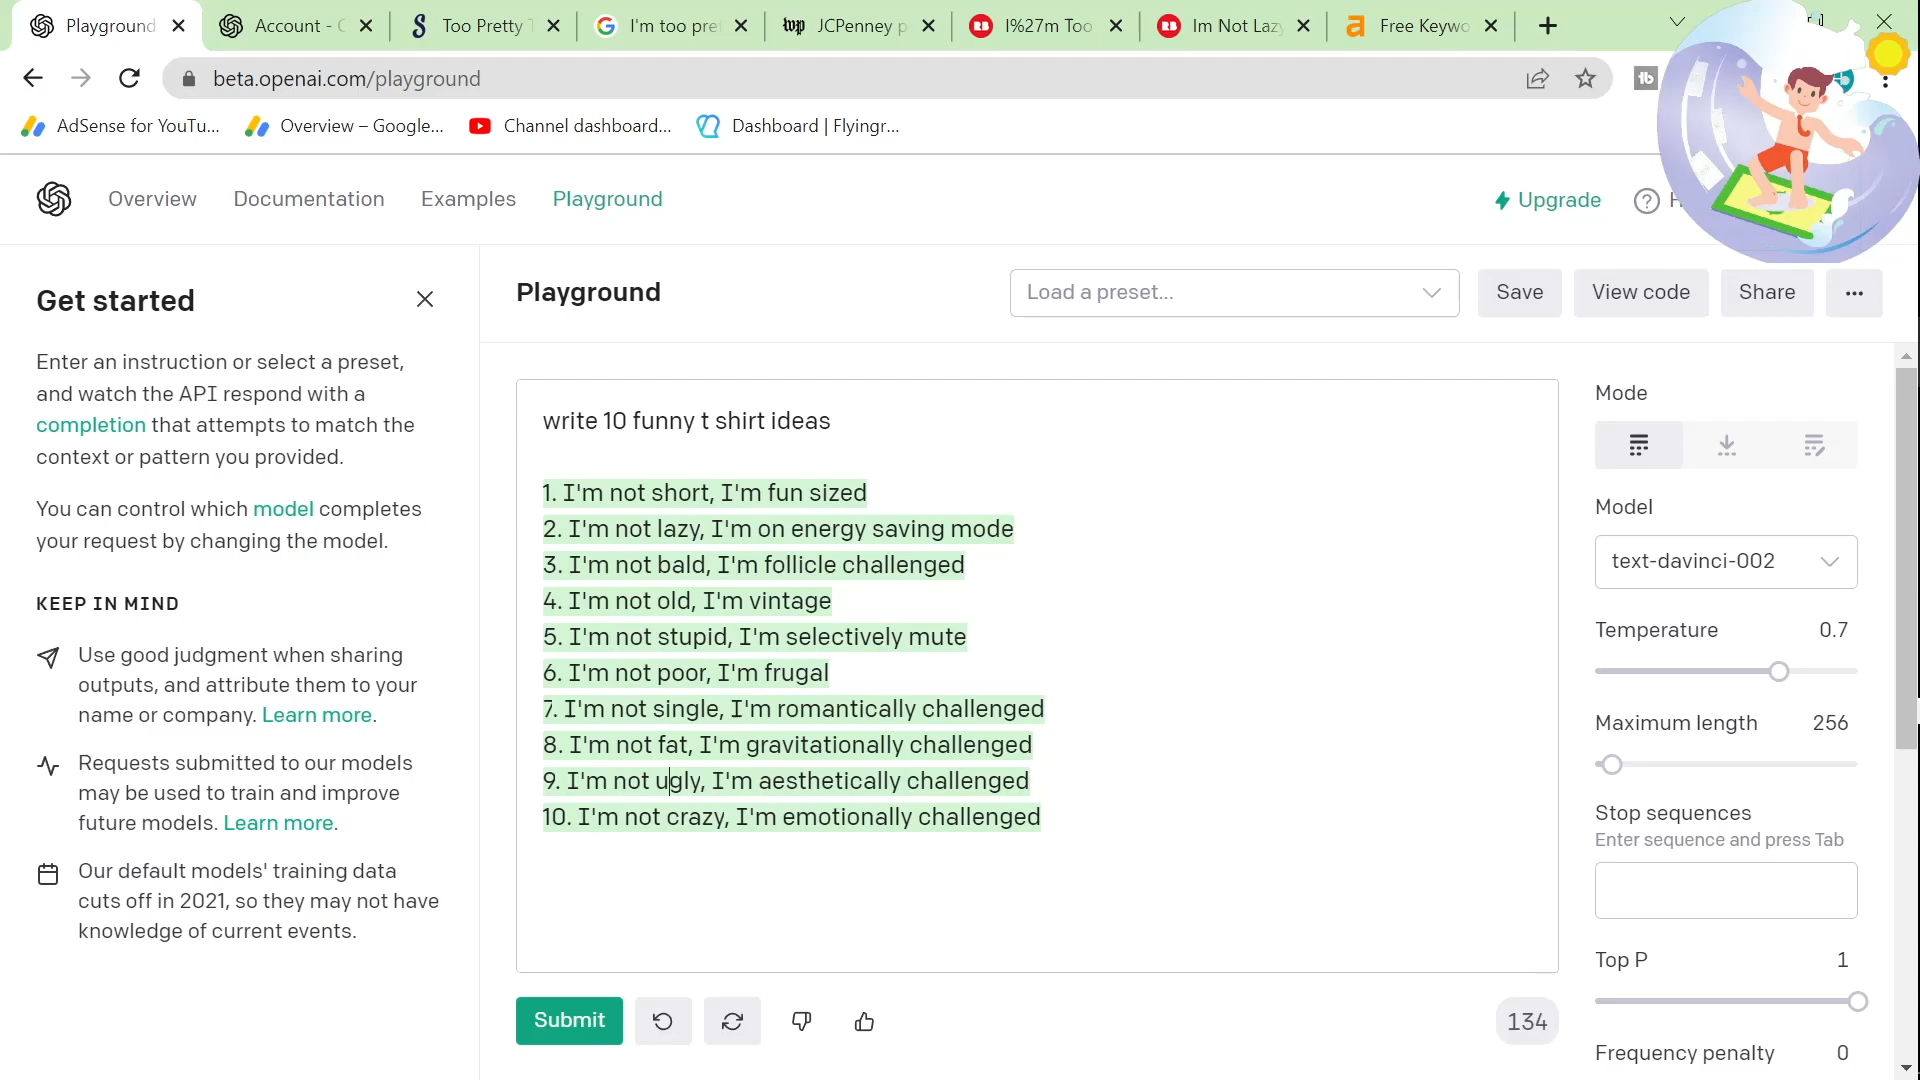 Playground
Account - C
Too Pretty T
I'm too pre
wp JCPenney p
I%27m Too
Im Not Laz
Free Keywo
beta.openai.com/playground
tb
AdSense for YouTu...
Overview – Google...
Channel dashboard...
Dashboard | Flyingr...
Overview
Documentation
Examples
Playground
Upgrade
H
Get started
Enter an instruction or select a preset,
and watch the API respond with a
completion that attempts to match the
context or pattern you provided.
You can control which model completes
your request by changing the model.
KEEP IN MIND
Use good judgment when sharing
outputs, and attribute them to your
name or company. Learn more.
Requests submitted to our models
may be used to train and improve
future models. Learn more.
Our default models' training data
cuts off in 2021, so they may not have
knowledge of current events.
Playground
Load a preset...
Save
View code
Share
write 10 funny t shirt ideas
1. I'm not short, I'm fun sized
2. I'm not lazy, I'm on energy saving mode
3. I'm not bald, I'm follicle challenged
4. I'm not old, I'm vintage
5. I'm not stupid, I'm selectively mute
6. I'm not poor, I'm frugal
7. I'm not single, I'm romantically challenged
8. I'm not fat, I'm gravitationally challenged
9. I'm not ugly, I'm aesthetically challenged
10. I'm not crazy, I'm emotionally challenged
Submit
134
Mode
Model
text-davinci-002
Temperature 0.7
Maximum length 256
Stop sequences
Enter sequence and press Tab
Top P 1
Frequency penalty 0